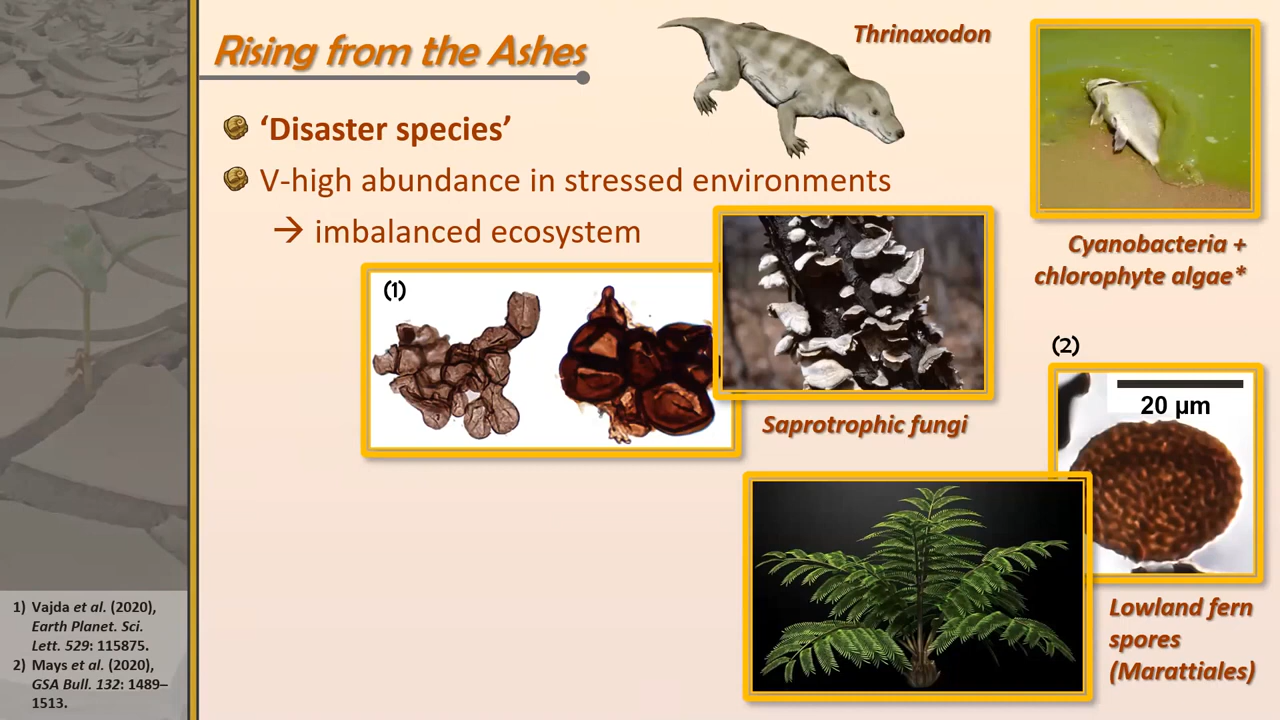 Rising from the Ashes
Thrinaxodon
‘Disaster species’
V-high abundance in stressed environments
→ imbalanced ecosystem
Cyanobacteria +
chlorophyte algae*
(1)
Saprotrophic fungi
(2)
20 µm
Lowland fern
spores
(Marattiales)
1) Vajda et al. (2020),
Earth Planet. Sci.
Lett. 529: 115875.
2) Mays et al. (2020),
GSA Bull. 132: 1489–
1513.